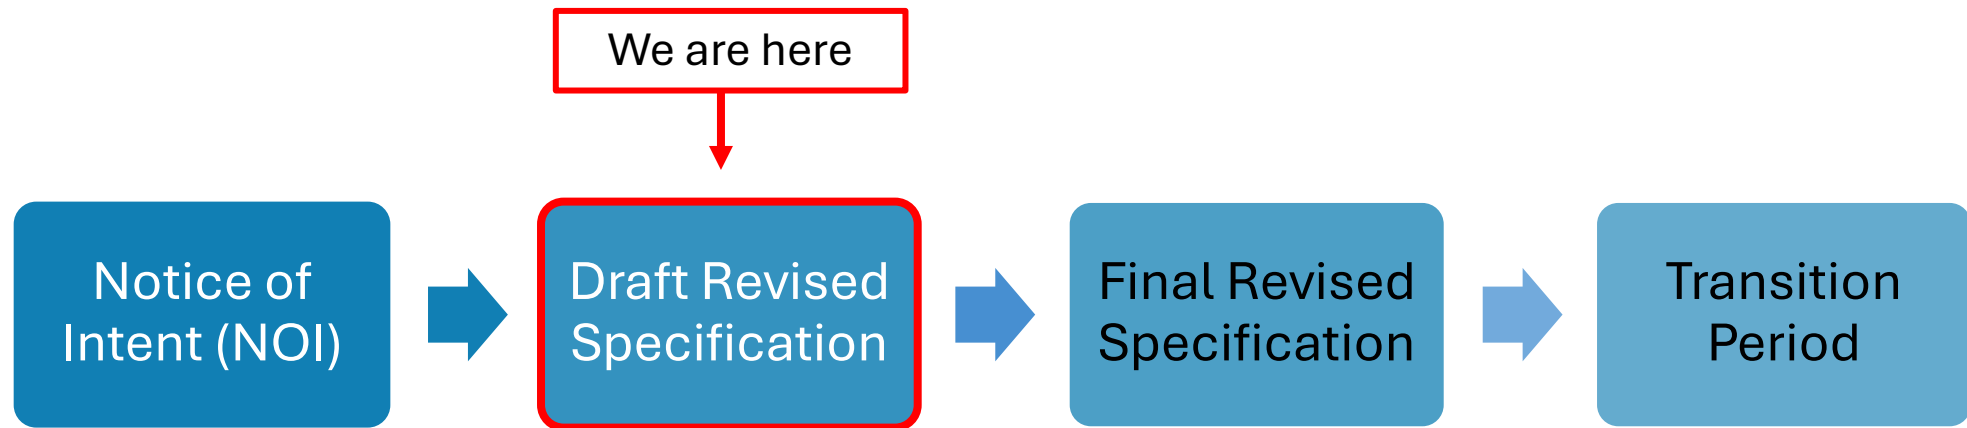 We are here
Notice of
Intent (NOI)
Draft Revised
Specification
Final Revised
Specification
Transition
Period